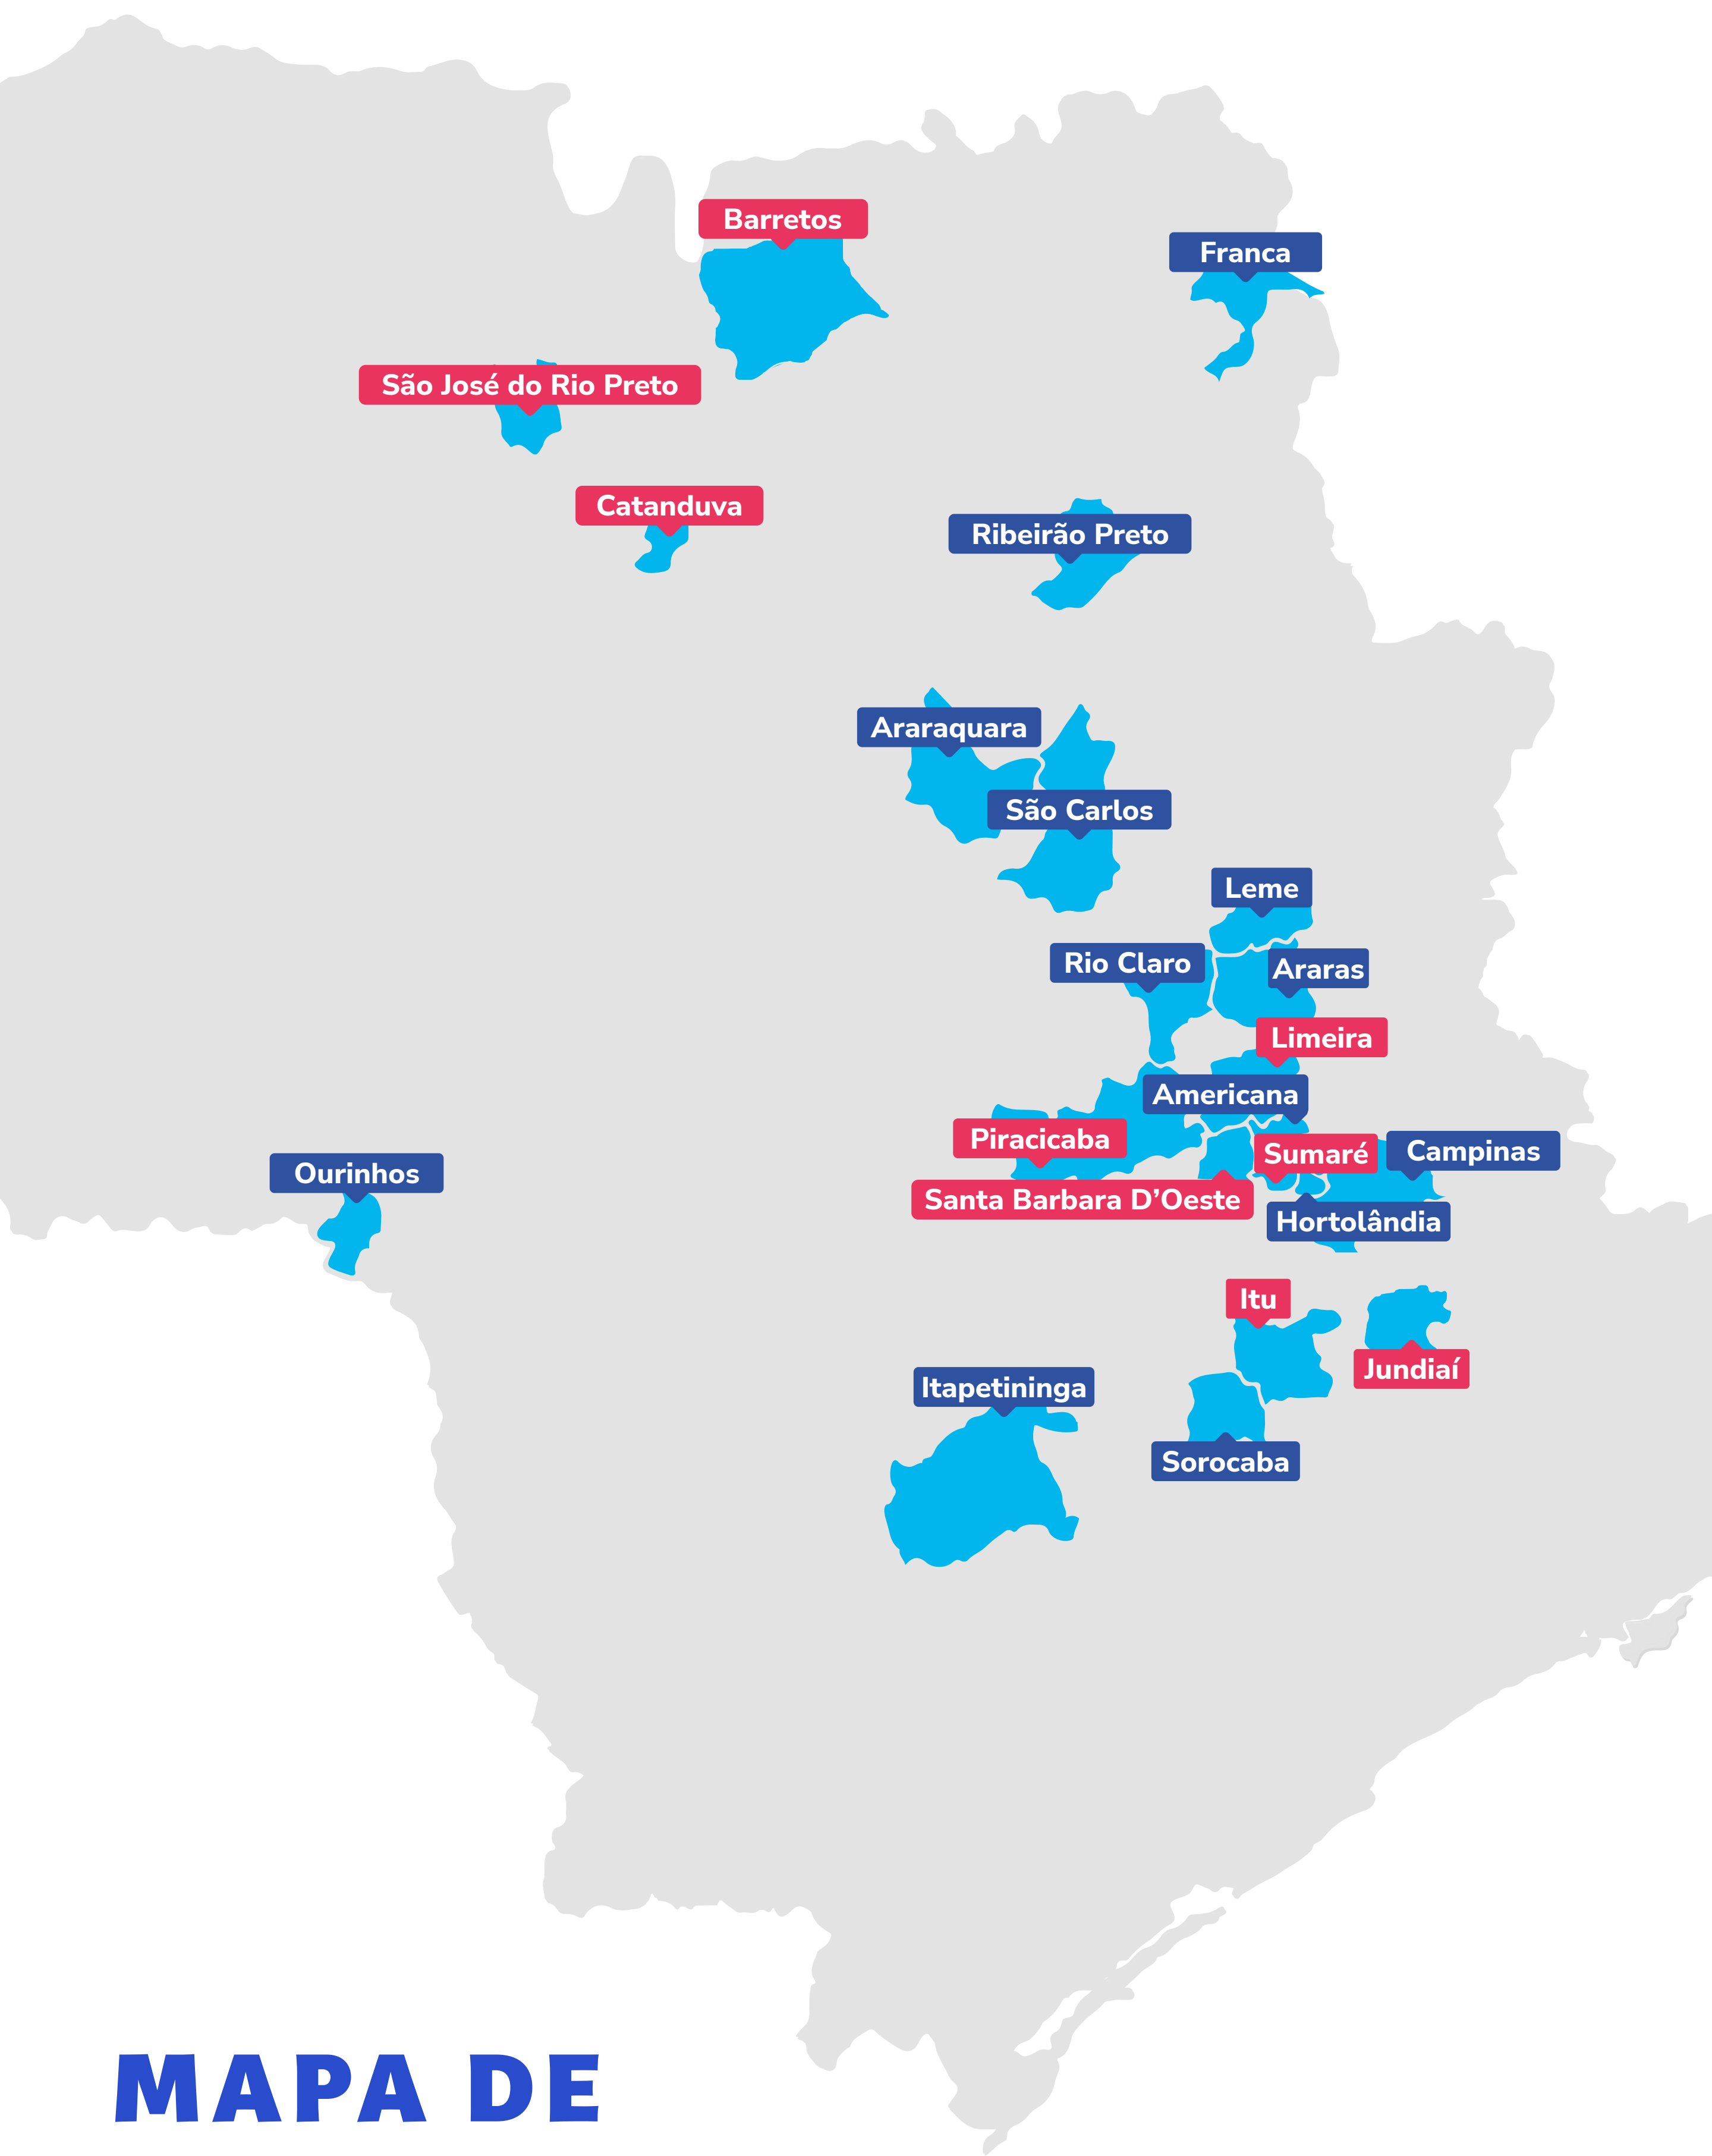 Barretos
Franca
São José do Rio Preto
Catanduva
Ribeirão Preto
Araraquara
São Carlos
Leme
Rio Claro
Araras
Limeira
Americana
Piracicaba
Sumaré
Campinas
Ourinhos
Santa Barbara D’Oeste
Hortolândia
Itu
Jundiaí
Itapetininga
Sorocaba
MAPA DE